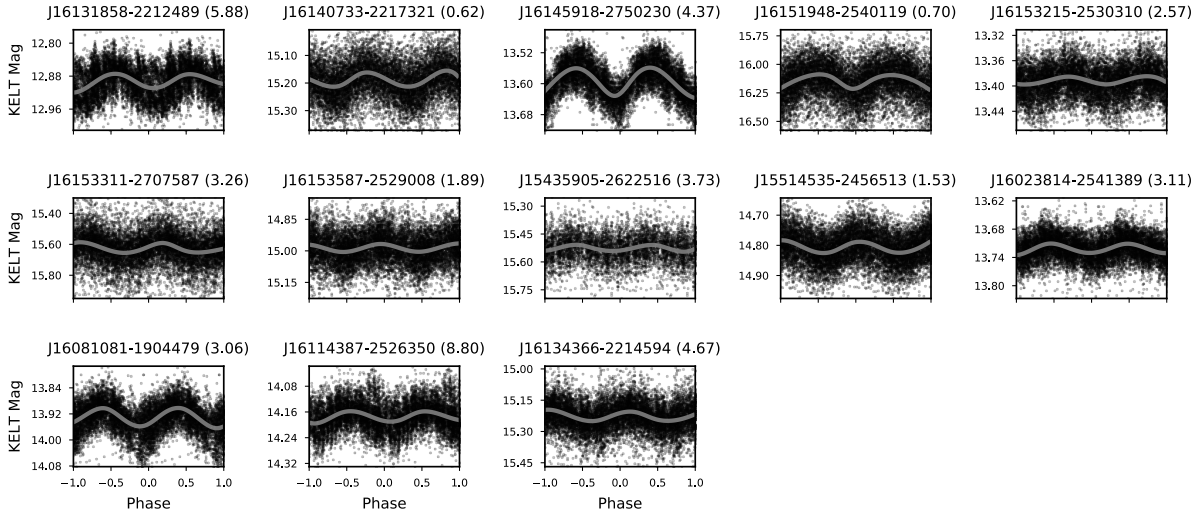 J16131858-2212489 (5.88)
J16140733-2217321 (0.62)
J16145918-2750230 (4.37)
J16151948-2540119 (0.70)
J16153215-2530310 (2.57)
KELT Mag
12.80
12.88
12.96
15.10
15.20
15.30
13.52
13.60
13.68
15.75
16.00
16.25
16.50
13.32
13.36
13.40
13.44
J16153311-2707587 (3.26)
J16153587-2529008 (1.89)
J15435905-2622516 (3.73)
J15514535-2456513 (1.53)
J16023814-2541389 (3.11)
KELT Mag
15.40
15.60
15.80
14.85
15.00
15.15
15.30
15.45
15.60
15.75
14.70
14.80
14.90
13.62
13.68
13.74
13.80
J16081081-1904479 (3.06)
J16114387-2526350 (8.80)
J16134366-2214594 (4.67)
KELT Mag
13.84
13.92
14.00
14.08
14.08
14.16
14.24
14.32
15.00
15.15
15.30
15.45
−1.0 −0.5 0.0 0.5 1.0
−1.0 −0.5 0.0 0.5 1.0
−1.0 −0.5 0.0 0.5 1.0
Phase
Phase
Phase